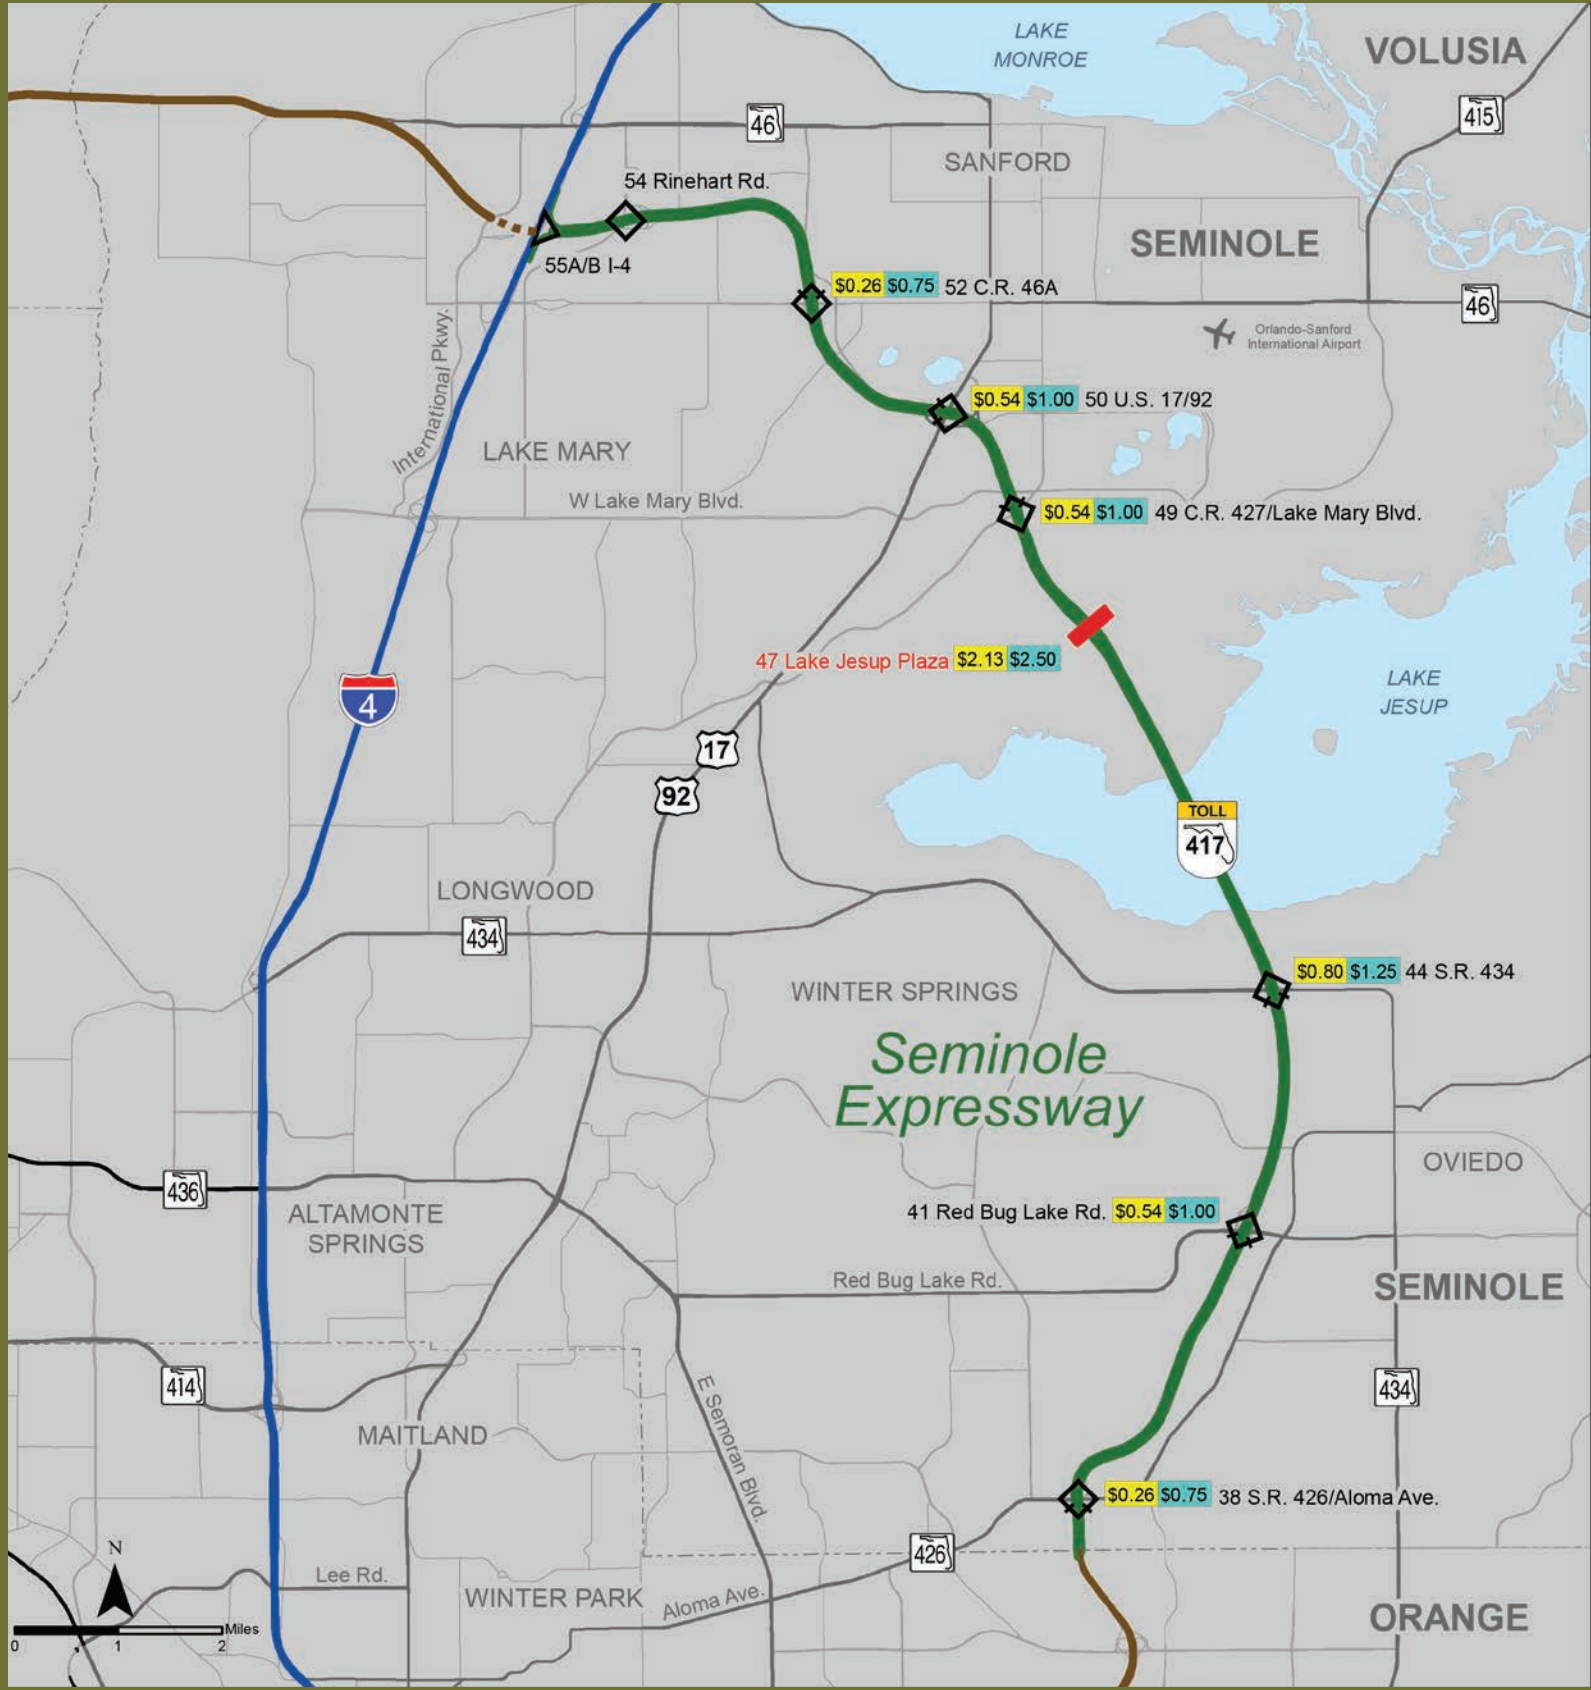 LAKE
MONROE
VOLUSIA
415
46
SANFORD
54 Rinehart Rd.
SEMINOLE
55A/B I-4
$0.26 $0.75 52 C.R. 46A
46
Orlando-Sanford
International Airport
International Pkwy.
$0.54 $1.00 50 U.S. 17/92
LAKE MARY
W Lake Mary Blvd.
$0.54 $1.00 49 C.R. 427/Lake Mary Blvd.
47 Lake Jesup Plaza $2.13 $2.50
LAKE
JESUP
4
17
92
TOLL
417
LONGWOOD
434
$0.80 $1.25 44 S.R. 434
WINTER SPRINGS
Seminole
Expressway
OVIEDO
436
41 Red Bug Lake Rd. $0.54 $1.00
ALTAMONTE
SPRINGS
Red Bug Lake Rd.
SEMINOLE
414
434
E Semoran Blvd.
MAITLAND
$0.26 $0.75 38 S.R. 426/Aloma Ave.
426
N
Lee Rd.
WINTER PARK
Aloma Ave.
ORANGE
Miles
0 1 2